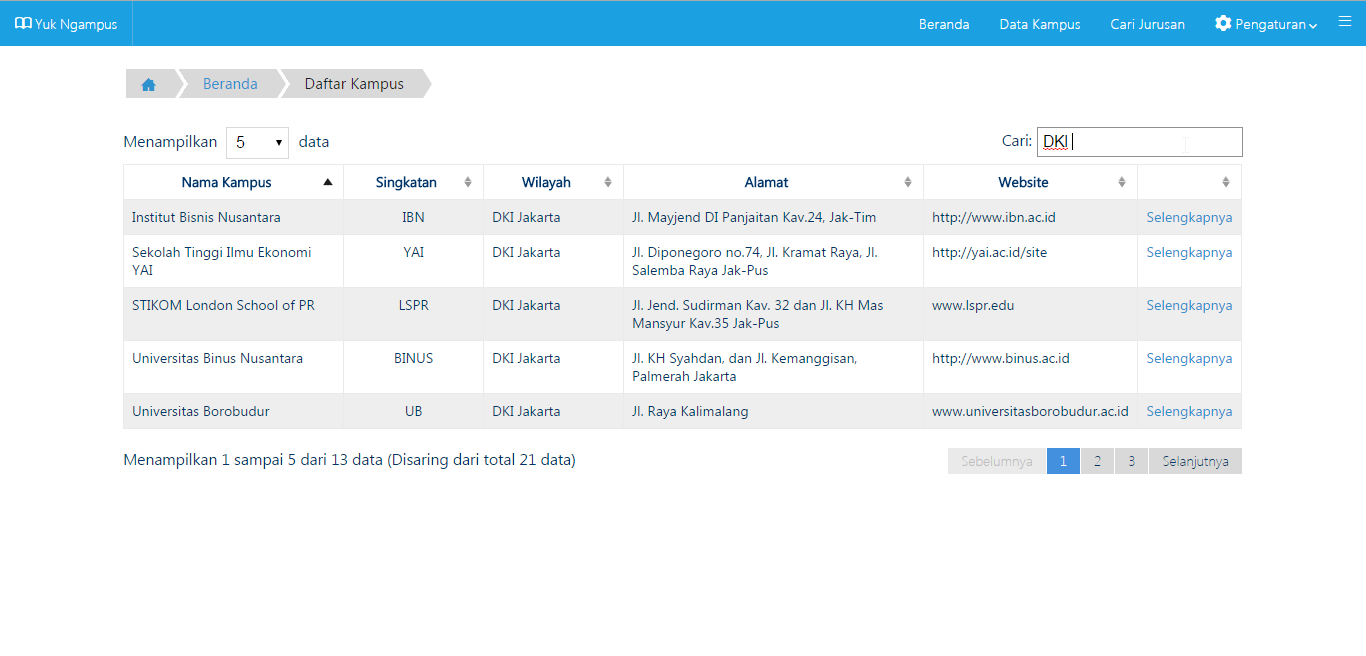 Yuk Ngampus Beranda Data Kampus Cari Jurusan Pengaturan
Beranda Daftar Kampus
Menampilkan 5 data Cari: DKI
Nama Kampus Singkatan Wilayah Alamat Website
Institut Bisnis Nusantara IBN DKI Jakarta Jl. Mayjend DI Panjaitan Kav.24, Jak-Tim http://www.ibn.ac.id Selengkapnya
Sekolah Tinggi Ilmu Ekonomi YAI DKI Jakarta Jl. Diponegoro no.74, Jl. Kramat Raya, Jl. http://yai.ac.id/site Selengkapnya
YAI Salemba Raya Jak-Pus
STIKOM London School of PR LSPR DKI Jakarta Jl. Jend. Sudirman Kav. 32 dan Jl. KH Mas www.lspr.edu Selengkapnya
Mansyur Kav.35 Jak-Pus
Universitas Binus Nusantara BINUS DKI Jakarta Jl. KH Syahdan, dan Jl. Kemanggisan, http://www.binus.ac.id Selengkapnya
Palmerah Jakarta
Universitas Borobudur UB DKI Jakarta Jl. Raya Kalimalang www.universitasborobudur.ac.id Selengkapnya
Menampilkan 1 sampai 5 dari 13 data (Disaring dari total 21 data) Sebelumnya 1 2 3 Selanjutnya